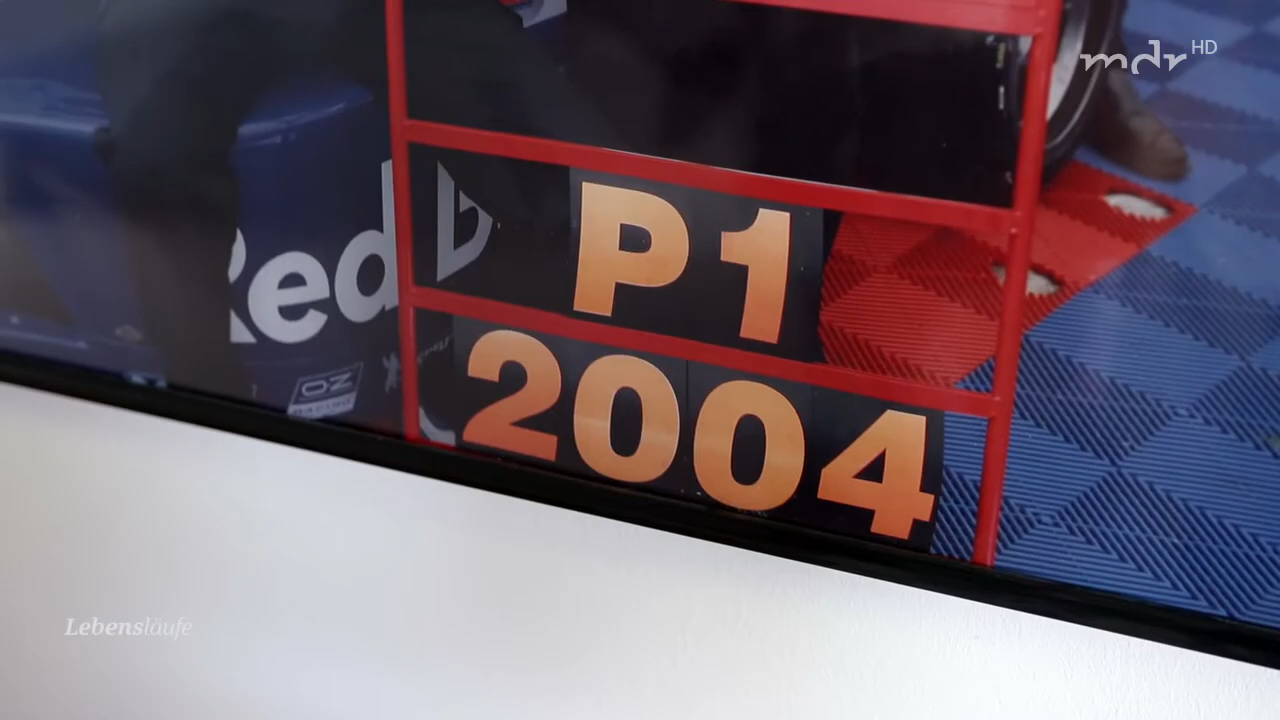 mdr HD
P1
Red
2004
OZ
RACING
Lebensläufe